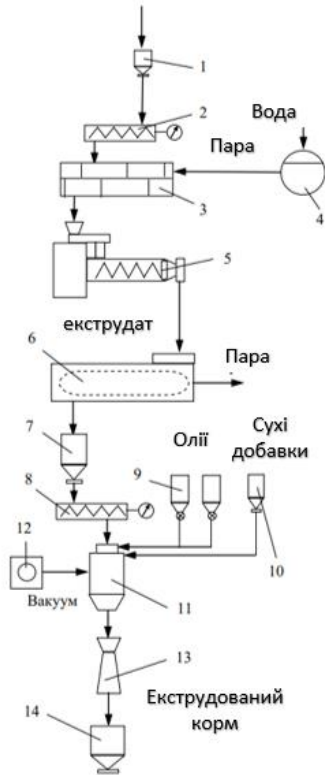 1
2
Вода
Пара
3
4
5
екструдат
6
Пара
7
Олії
Сухі
добавки
9
8
10
12
Вакуум
11
13
Екструдований
корм
14